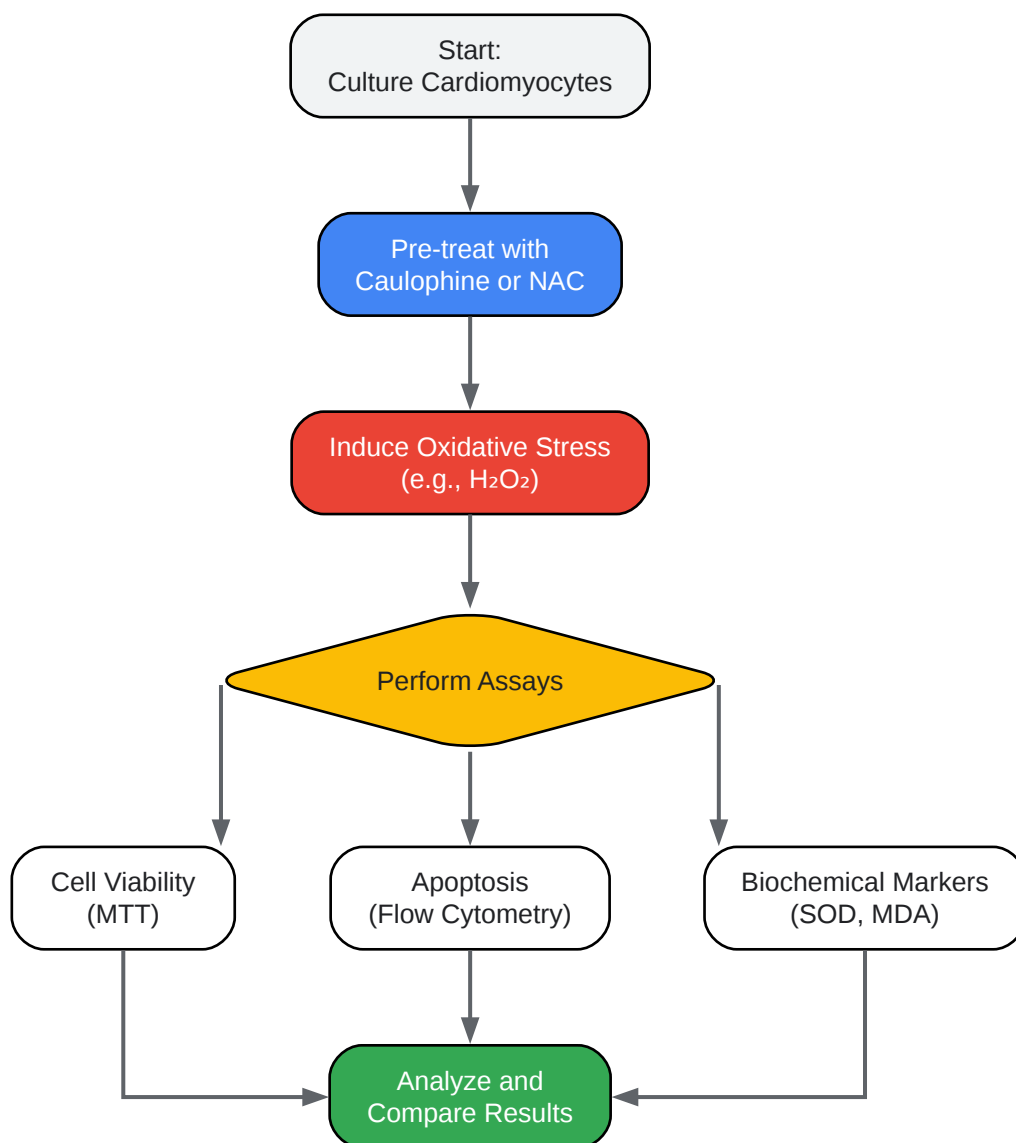 Start:
Culture Cardiomyocytes
Pre-treat with
Caulophine or NAC
Induce Oxidative Stress
(e.g., H₂O₂)
Perform Assays
Cell Viability
(MTT)
Apoptosis
(Flow Cytometry)
Biochemical Markers
(SOD, MDA)
Analyze and
Compare Results